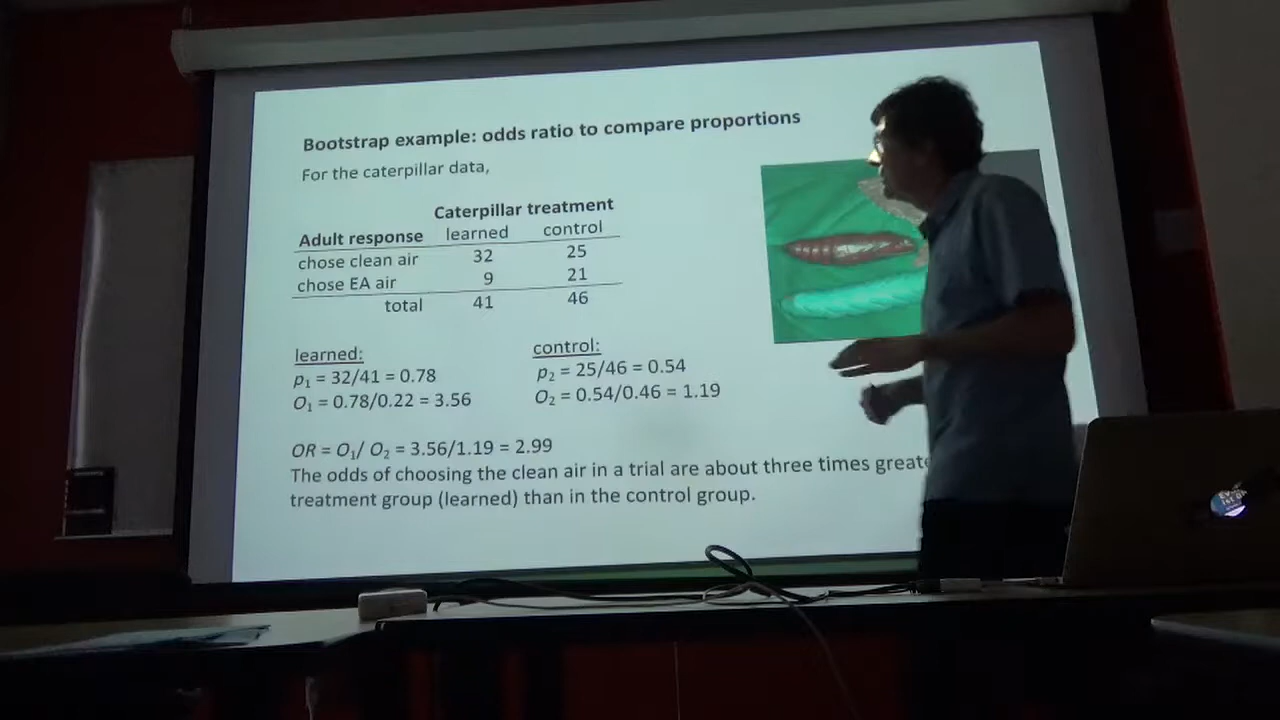 Bootstrap example: odds ratio to compare proportions
For the caterpillar data,
Caterpillar treatment
Adult response learned control
chose clean air 32 25
chose EA air 9 21
total 41 46
learned: control:
p₁ = 32/41 = 0.78 p₂ = 25/46 = 0.54
O₁ = 0.78/0.22 = 3.56 O₂ = 0.54/0.46 = 1.19
OR = O₁/ O₂ = 3.56/1.19 = 2.99
The odds of choosing the clean air in a trial are about three times
treatment group (learned) than in the control group.